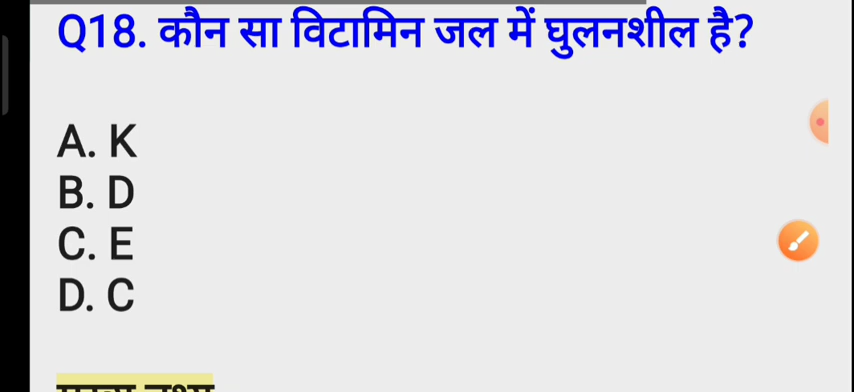 Q18. कौन सा विटामिन जल में घुलनशील है?
A. K
B. D
C. E
D. C